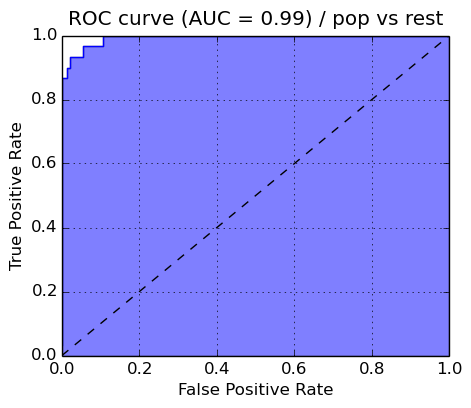 ROC curve (AUC = 0.99) / pop vs rest
1.0
0.8
0.6
0.4
0.2
0.0
True Positive Rate
0.0 0.2 0.4 0.6 0.8 1.0
False Positive Rate